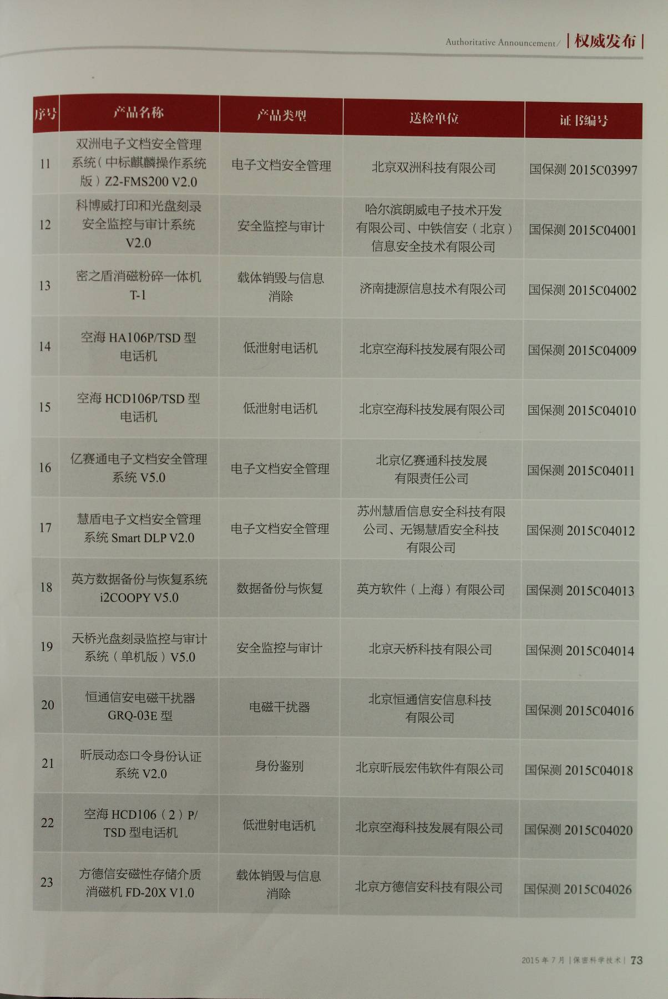 Authoritative Announcement/ |权威发布|
序号 产品名称 产品类型 送检单位 证书编号
11
双洲电子文档安全管理
系统（中标麒麟操作系统
版）Z2-FMS200 V2.0
电子文档安全管理
北京双洲科技有限公司
国保测 2015C03997
12
科博威打印和光盘刻录
安全监控与审计系统
V2.0
安全监控与审计
哈尔滨朗威电子技术开发
有限公司、中铁信安（北京）
信息安全技术有限公司
国保测 2015C04001
13
密之盾消磁粉碎一体机
T-1
载体销毁与信息
消除
济南捷源信息技术有限公司
国保测 2015C04002
14
空海 HA106P/TSD 型
电话机
低泄射电话机
北京空海科技发展有限公司
国保测 2015C04009
15
空海 HCD106P/TSD 型
电话机
低泄射电话机
北京空海科技发展有限公司
国保测 2015C04010
16
亿赛通电子文档安全管理
系统 V5.0
电子文档安全管理
北京亿赛通科技发展
有限责任公司
国保测 2015C04011
17
慧盾电子文档安全管理
系统 Smart DLP V2.0
电子文档安全管理
苏州慧盾信息安全科技有限
公司、无锡慧盾安全科技
有限公司
国保测 2015C04012
18
英方数据备份与恢复系统
i2COOPY V5.0
数据备份与恢复
英方软件（上海）有限公司
国保测 2015C04013
19
天桥光盘刻录监控与审计
系统（单机版）V5.0
安全监控与审计
北京天桥科技有限公司
国保测 2015C04014
20
恒通信安电磁干扰器
GRQ-03E 型
电磁干扰器
北京恒通信安信息科技
有限公司
国保测 2015C04016
21
昕辰动态口令身份认证
系统 V2.0
身份鉴别
北京昕辰宏伟软件有限公司
国保测 2015C04018
22
空海 HCD106（2）P/
TSD 型电话机
低泄射电话机
北京空海科技发展有限公司
国保测 2015C04020
23
方德信安磁性存储介质
消磁机 FD-20X V1.0
载体销毁与信息
消除
北京方德信安科技有限公司
国保测 2015C04026
2015 年 7 月 |保密科学技术| 73